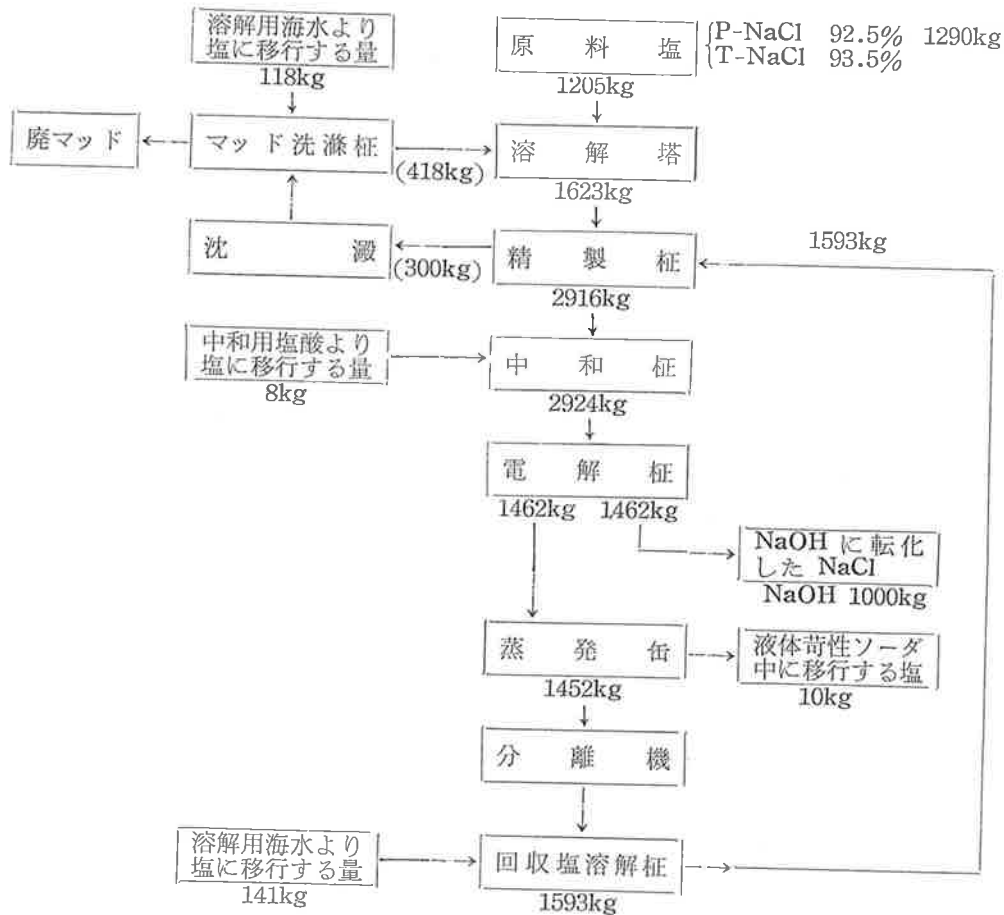 溶解用海水より
塩に移行する量
118kg
原料塩
P-NaCl 92.5% 1290kg
T-NaCl 93.5%
1205kg
廃マッド
マッド洗滌柾
(418kg)
溶解塔
1623kg
沈澱
(300kg)
精製柾
1593kg
2916kg
中和用塩酸より
塩に移行する量
8kg
中和柾
2924kg
電解柾
1462kg 1462kg
NaOHに転化
した NaCl
NaOH 1000kg
蒸発缶
1452kg
液体苛性ソーダ
中に移行する塩
10kg
分離機
溶解用海水より
塩に移行する量
141kg
回収塩溶解柾
1593kg